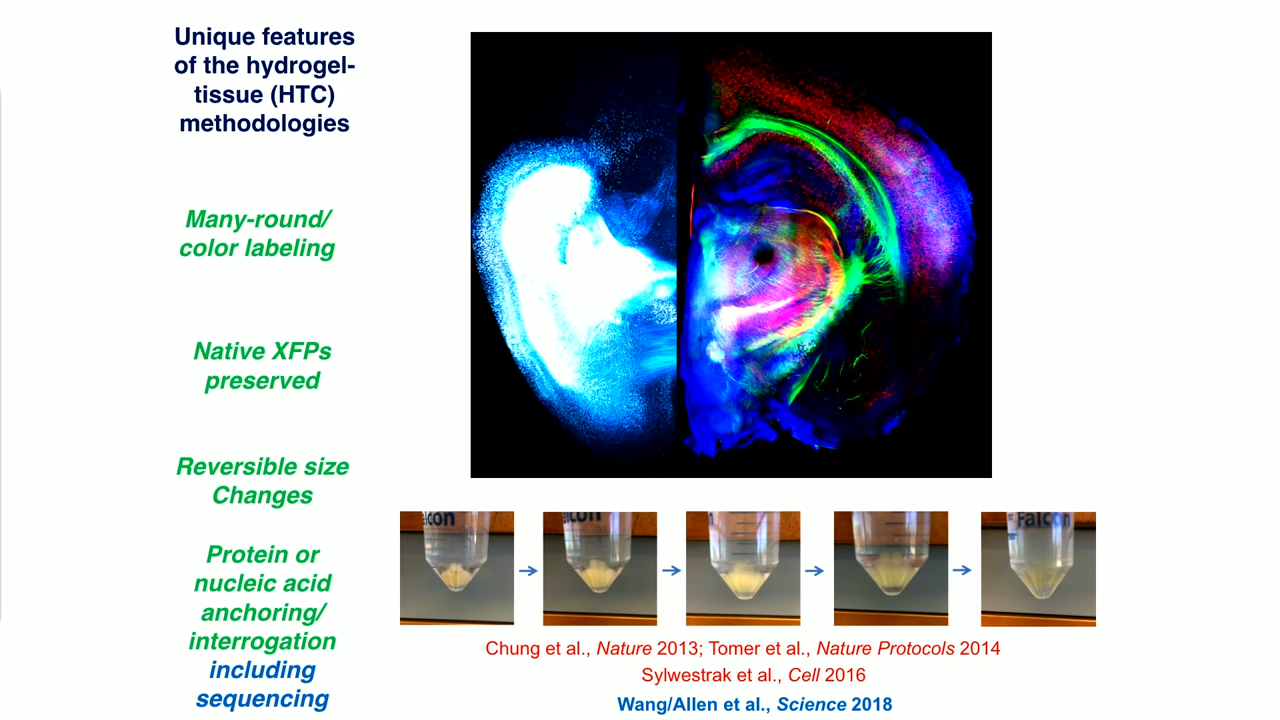 Unique features
of the hydrogel-
tissue (HTC)
methodologies
Many-round/
color labeling
Native XFPs
preserved
Reversible size
Changes
Protein or
nucleic acid
anchoring/
interrogation
including
sequencing
Falcon
Chung et al., Nature 2013; Tomer et al., Nature Protocols 2014
Sylwestrak et al., Cell 2016
Wang/Allen et al., Science 2018